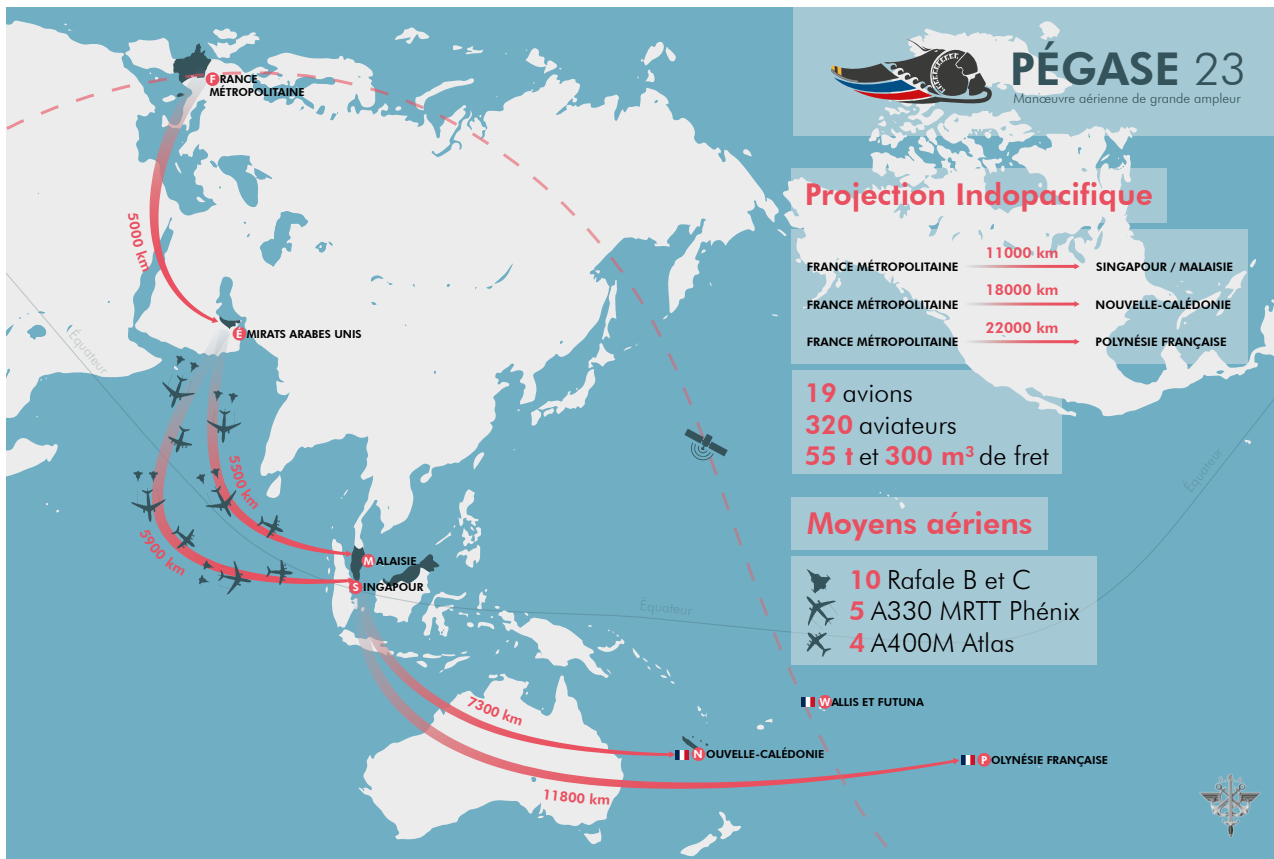 PÉGASE 23
Manœuvre aérienne de grande ampleur
FRANCE
MÉTROPOLITAINE
5000 km
ÉMIRATS ARABES UNIS
Équateur
5500 km
5900 km
MALAISIE
SINGAPOUR
Équateur
7300 km
11800 km
WALLIS ET FUTUNA
NOUVELLE-CALÉDONIE
POLYNÉSIE FRANÇAISE
Équateur
Projection Indopacifique
FRANCE MÉTROPOLITAINE 11000 km SINGAPOUR / MALAISIE
FRANCE MÉTROPOLITAINE 18000 km NOUVELLE-CALÉDONIE
FRANCE MÉTROPOLITAINE 22000 km POLYNÉSIE FRANÇAISE
19 avions
320 aviateurs
55 t et 300 m³ de fret
Moyens aériens
10 Rafale B et C
5 A330 MRTT Phénix
4 A400M Atlas